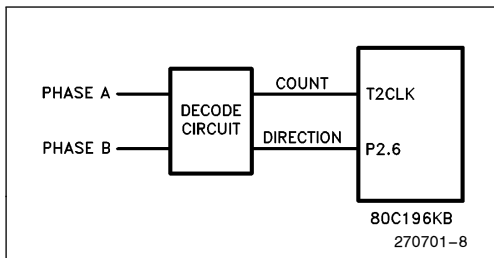 PHASE A
PHASE B
DECODE
CIRCUIT
COUNT
DIRECTION
T2CLK
P2.6
80C196KB
270701–8